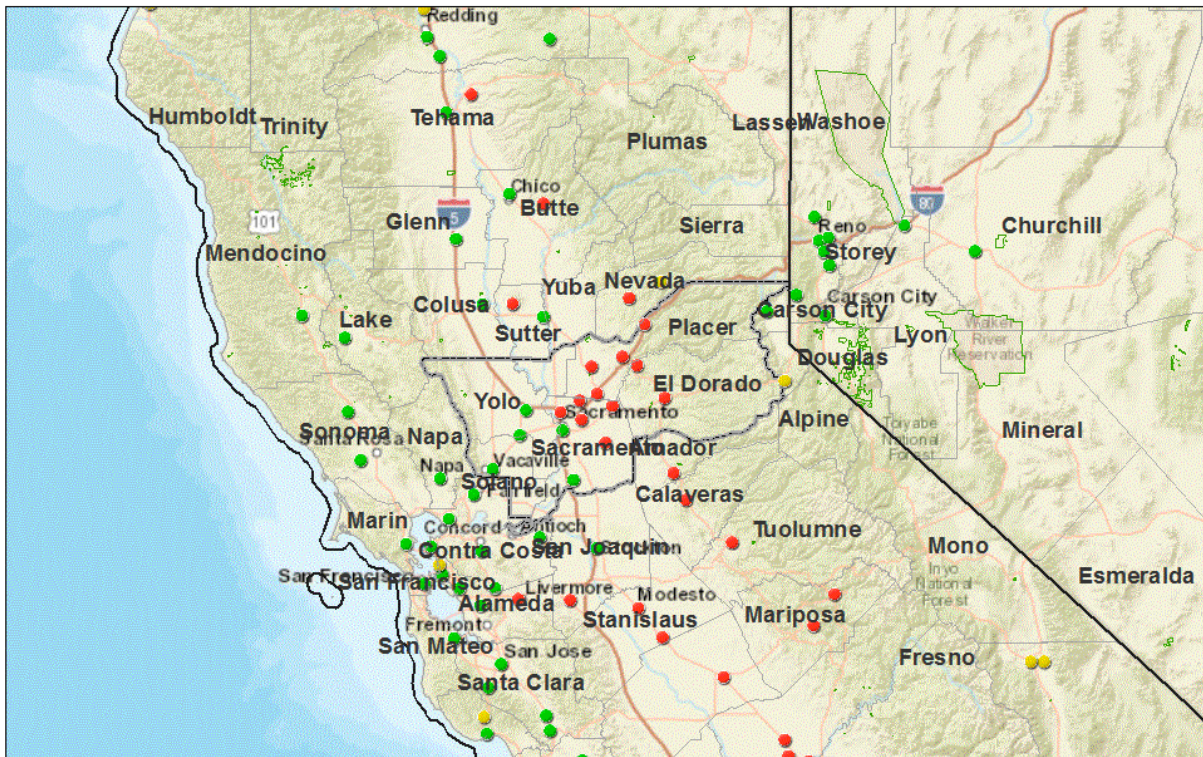 Redding
Humboldt
Trinity
Tehama
Lassen
Washoe
Plumas
Chico
Butte
5
80
101
Glenn
Sierra
Reno
Churchill
Mendocino
Storey
Colusa
Yuba
Nevada
Carson City
Lake
Sutter
Placer
Carson City
Lyon
Walker
River
Reservation
Douglas
El Dorado
Yolo
Sacramento
Alpine
Sonoma
Santa Rosa
Napa
Toiyabe
National
Forest
Mineral
Sacramento
Amador
Napa
Vacaville
Solano
Fairfield
Calaveras
Marin
Concord
Antioch
Tuolumne
Contra Costa
San Joaquin
Stockton
Mono
San Francisco
San Francisco
Inyo
National
Forest
Esmeralda
Livermore
Alameda
Modesto
Mariposa
Fremont
Stanislaus
San Mateo
San Jose
Fresno
Santa Clara